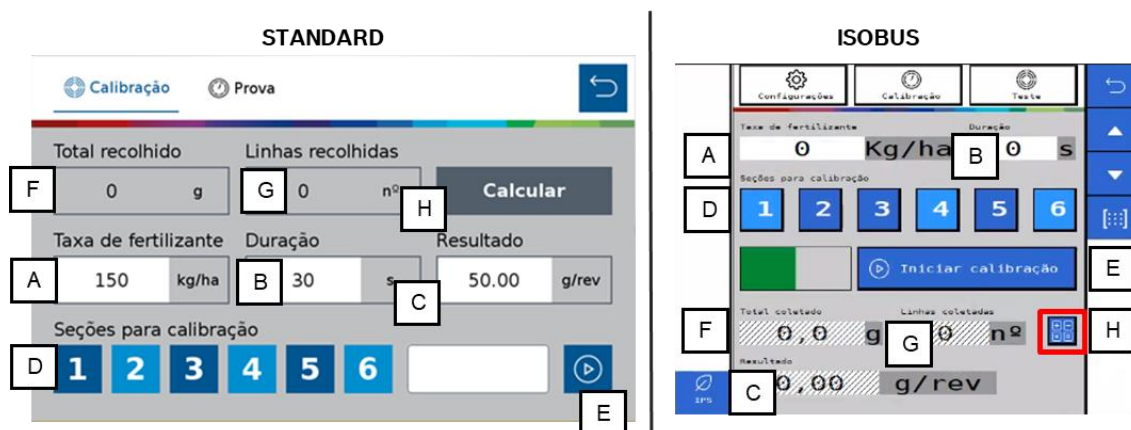 STANDARD
Calibração Prova
Total recolhido Linhas recolhidas
F 0 g G 0 nº H Calcular
Taxa de fertilizante Duração Resultado
A 150 kg/ha B 30 s C 50.00 g/rev
Seções para calibração
D 1 2 3 4 5 6
E
ISOBUS
Configurações Calibração Teste
Taxa de fertilizante Duração
A 0 Kg/ha B 0 s
Seções para calibração
D 1 2 3 4 5 6
Iniciar calibração E
Total coletado Linhas coletadas
F 0,0 g G 0 nº H
Resultado
IPS C 0,00 g/rev